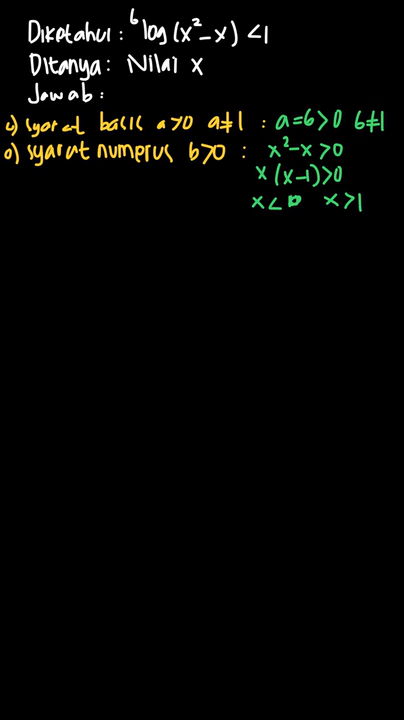 Diketahui : ⁶log(x²-x) <1
Ditanya: Nilai x
Jawab :
o) syarat basis a>0 a≠1 : a=6>0 6≠1
o) syarat numerus b>0 : x²-x>0
x(x-1)>0
x<0 x>1